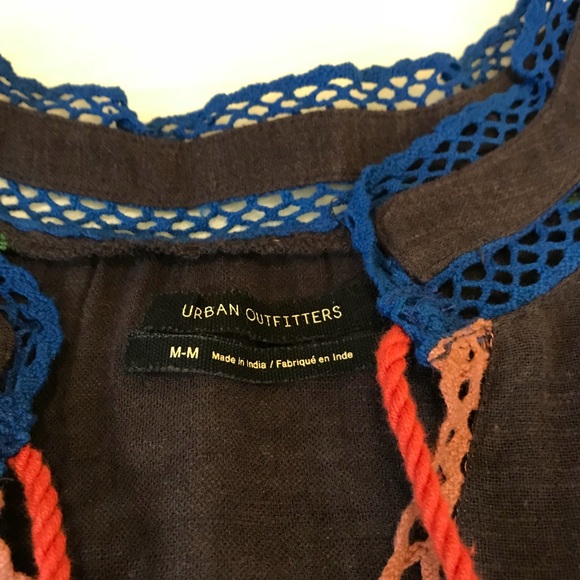 URBAN OUTFITTERS
M-M Made in India / Fabriqué en Inde